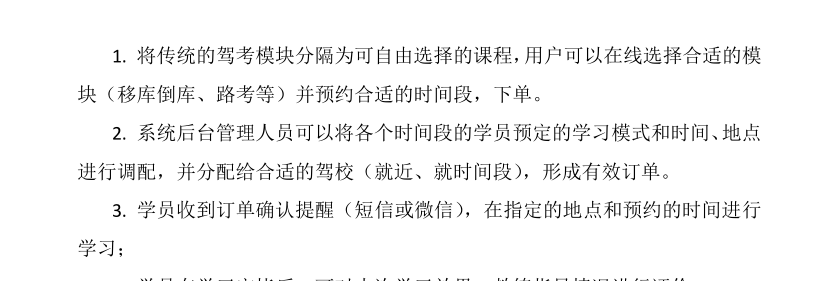 1. 将传统的驾考模块分隔为可自由选择的课程，用户可以在线选择合适的模
块（移库倒库、路考等）并预约合适的时间段，下单。
2. 系统后台管理人员可以将各个时间段的学员预定的学习模式和时间、地点
进行调配，并分配给合适的驾校（就近、就时间段），形成有效订单。
3. 学员收到订单确认提醒（短信或微信），在指定的地点和预约的时间进行
学习；